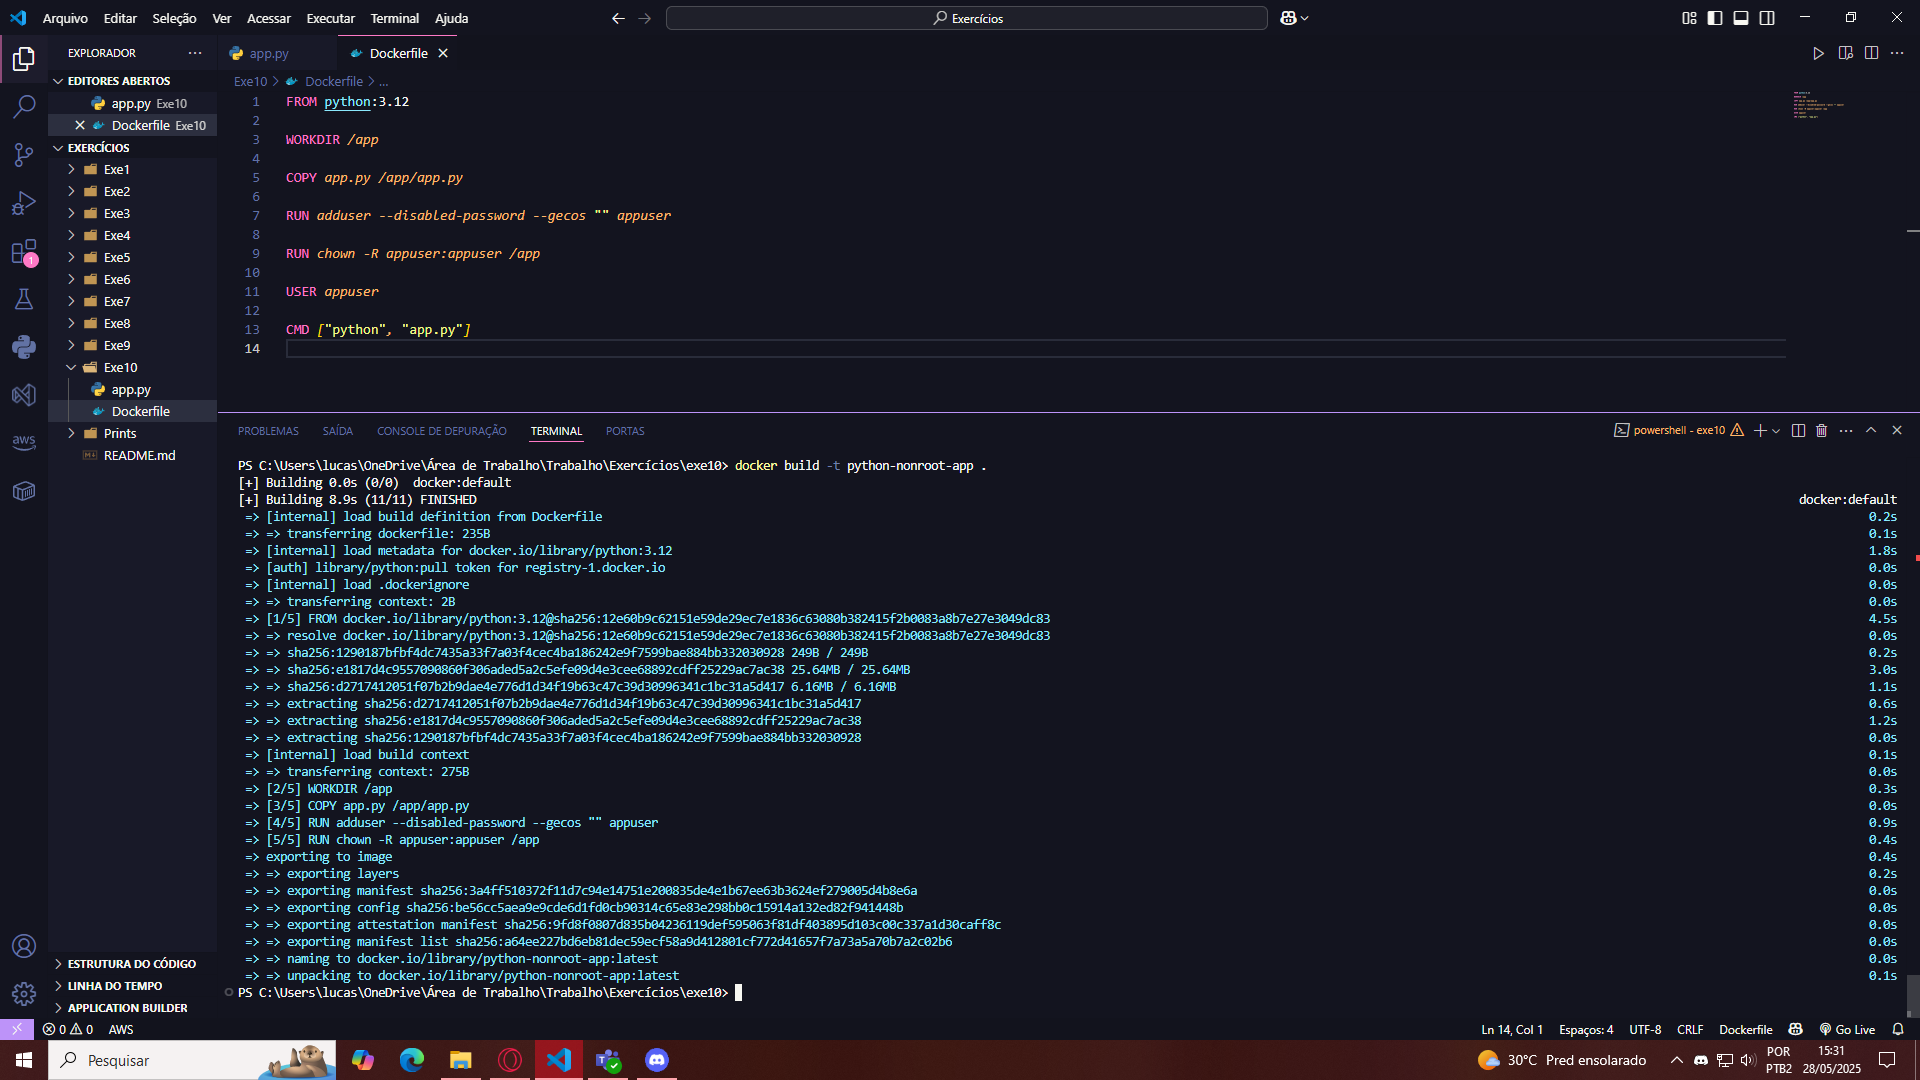 Arquivo Editar Seleção Ver Acessar Executar Terminal Ajuda
Exercícios
EXPLORADOR
EDITORES ABERTOS
app.py Exe10
Dockerfile Exe10
EXERCÍCIOS
Exe1
Exe2
Exe3
Exe4
Exe5
Exe6
Exe7
Exe8
Exe9
Exe10
app.py
Dockerfile
Prints
README.md
ESTRUTURA DO CÓDIGO
LINHA DO TEMPO
APPLICATION BUILDER
aws
1
app.py Dockerfile
Exe10 > Dockerfile > ...
1 FROM python:3.12
2
3 WORKDIR /app
4
5 COPY app.py /app/app.py
6
7 RUN adduser --disabled-password --gecos "" appuser
8
9 RUN chown -R appuser:appuser /app
10
11 USER appuser
12
13 CMD ["python", "app.py"]
14
PROBLEMAS SAÍDA CONSOLE DE DEPURAÇÃO TERMINAL PORTAS
powershell - exe10
PS C:\Users\lucas\OneDrive\Área de Trabalho\Trabalho\Exercícios\exe10> docker build -t python-nonroot-app .
[+] Building 0.0s (0/0) docker:default
[+] Building 8.9s (11/11) FINISHED docker:default
=> [internal] load build definition from Dockerfile 0.2s
=> => transferring dockerfile: 235B 0.1s
=> [internal] load metadata for docker.io/library/python:3.12 1.8s
=> [auth] library/python:pull token for registry-1.docker.io 0.0s
=> [internal] load .dockerignore 0.0s
=> => transferring context: 2B 0.0s
=> [1/5] FROM docker.io/library/python:3.12@sha256:12e60b9c62151e59de29ec7e1836c63080b382415f2b0083a8b7e27e3049dc83 4.5s
=> => resolve docker.io/library/python:3.12@sha256:12e60b9c62151e59de29ec7e1836c63080b382415f2b0083a8b7e27e3049dc83 0.0s
=> => sha256:1290187bfbf4dc7435a33f7a03f4cec4ba186242e9f7599bae884bb332030928 249B / 249B 0.2s
=> => sha256:e1817d4c9557090860f306aded5a2c5efe09d4e3cee68892cdff25229ac7ac38 25.64MB / 25.64MB 3.0s
=> => sha256:d2717412051f07b2b9dae4e776d1d34f19b63c47c39d30996341c1bc31a5d417 6.16MB / 6.16MB 1.1s
=> => extracting sha256:d2717412051f07b2b9dae4e776d1d34f19b63c47c39d30996341c1bc31a5d417 0.6s
=> => extracting sha256:e1817d4c9557090860f306aded5a2c5efe09d4e3cee68892cdff25229ac7ac38 1.2s
=> => extracting sha256:1290187bfbf4dc7435a33f7a03f4cec4ba186242e9f7599bae884bb332030928 0.0s
=> [internal] load build context 0.1s
=> => transferring context: 275B 0.0s
=> [2/5] WORKDIR /app 0.3s
=> [3/5] COPY app.py /app/app.py 0.0s
=> [4/5] RUN adduser --disabled-password --gecos "" appuser 0.9s
=> [5/5] RUN chown -R appuser:appuser /app 0.4s
=> exporting to image 0.4s
=> => exporting layers 0.2s
=> => exporting manifest sha256:3a4ff510372f11d7c94e14751e200835de4e1b67ee63b3624ef279005d4b8e6a 0.0s
=> => exporting config sha256:be56cc5aea9e9cde6d1fd0cb90314c65e83e298bb0c15914a132ed82f941448b 0.0s
=> => exporting attestation manifest sha256:9fd8f0807d835b04236119def595063f81df403895d103c00c337a1d30caff8c 0.0s
=> => exporting manifest list sha256:a64ee227bd6eb81dec59ecf58a9d412801cf772d41657f7a73a5a70b7a2c02b6 0.0s
=> => naming to docker.io/library/python-nonroot-app:latest 0.0s
=> => unpacking to docker.io/library/python-nonroot-app:latest 0.1s
PS C:\Users\lucas\OneDrive\Área de Trabalho\Trabalho\Exercícios\exe10>
0 0 AWS
Ln 14, Col 1 Espaços: 4 UTF-8 CRLF Dockerfile Go Live
Pesquisar
30°C Pred ensolarado
POR
PTB2
15:31
28/05/2025